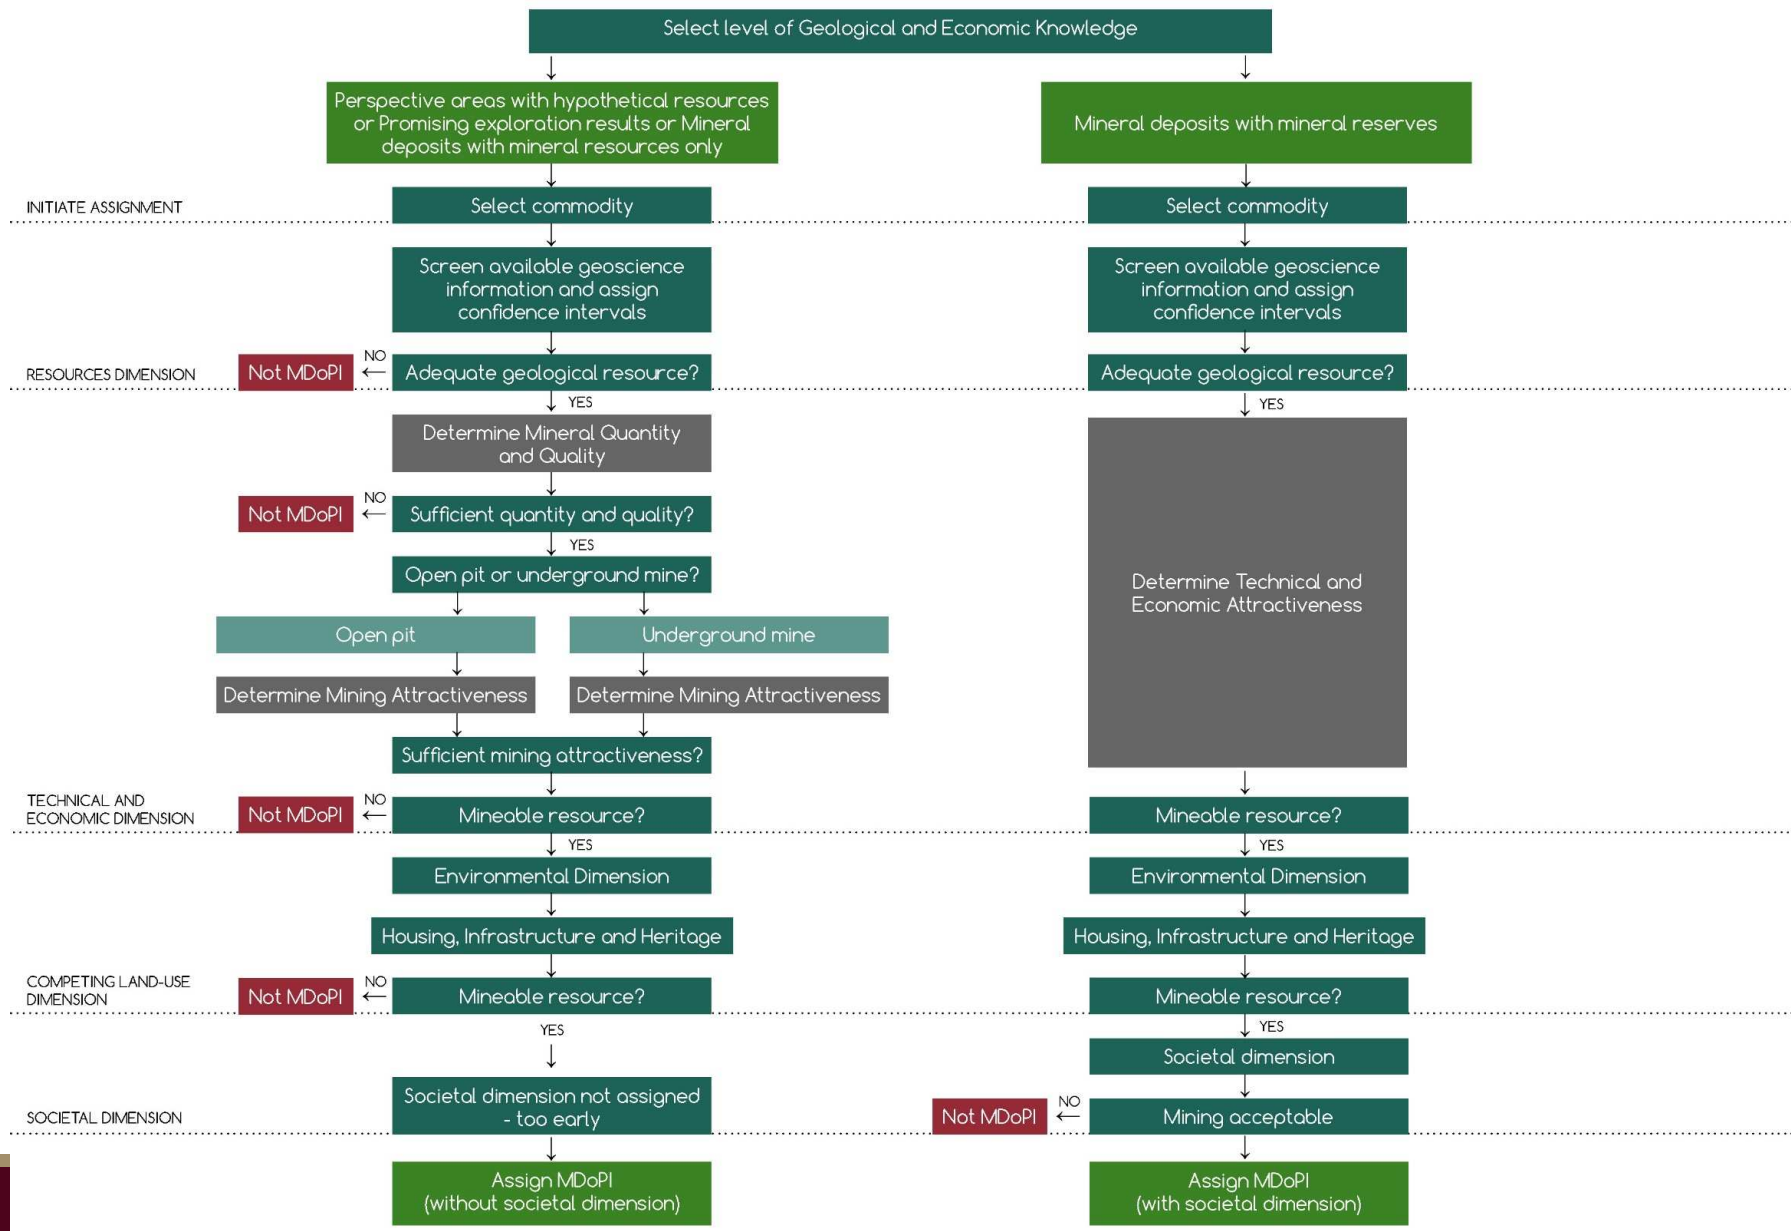 Select level of Geological and Economic Knowledge
Perspective areas with hypothetical resources
or Promising exploration results or Mineral
deposits with mineral resources only
Mineral deposits with mineral reserves
INITIATE ASSIGNMENT
Select commodity
Select commodity
Screen available geoscience
information and assign
confidence intervals
Screen available geoscience
information and assign
confidence intervals
RESOURCES DIMENSION
Not MDoPI
NO
Adequate geological resource?
Adequate geological resource?
YES
YES
Determine Mineral Quantity
and Quality
Not MDoPI
NO
Sufficient quantity and quality?
YES
Open pit or underground mine?
Determine Technical and
Economic Attractiveness
Open pit
Underground mine
Determine Mining Attractiveness
Determine Mining Attractiveness
Sufficient mining attractiveness?
TECHNICAL AND
ECONOMIC DIMENSION
Not MDoPI
NO
Mineable resource?
Mineable resource?
YES
YES
Environmental Dimension
Environmental Dimension
Housing, Infrastructure and Heritage
Housing, Infrastructure and Heritage
COMPETING LAND-USE
DIMENSION
Not MDoPI
NO
Mineable resource?
Mineable resource?
YES
YES
Societal dimension
SOCIETAL DIMENSION
Societal dimension not assigned
- too early
Not MDoPI
NO
Mining acceptable
Assign MDoPI
(without societal dimension)
Assign MDoPI
(with societal dimension)